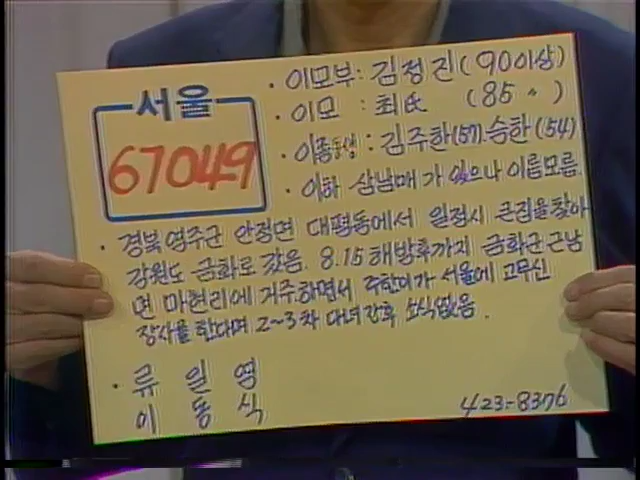 서울
67049
· 이모부: 김정진 (90이상)
· 이모 : 최氏 (85 〃)
· 이종동생 : 김주한(57). 승한(54)
· 이하 삼남매가 있으나 이름모름.
· 경북 영주군 안정면 대평동에서 일정시 큰집을 찾아
강원도 금화로 갔음. 8.15 해방후까지 금화군 근남
면 마현리에 거주하면서 주한이가 서울에 고무신
장사를 한다며 2~3차 다녀간후 소식없음.
· 류일영
이동식
423-8376